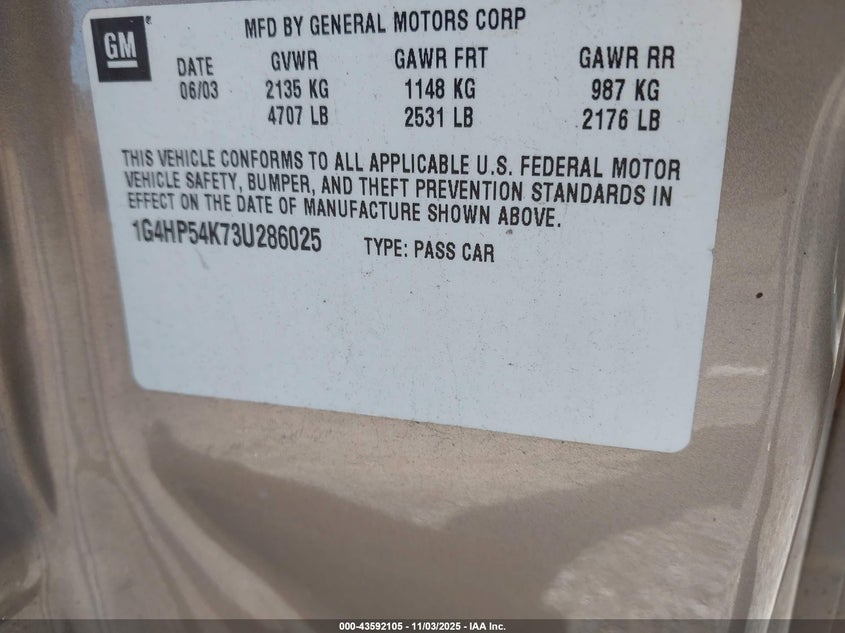 GM
MFD BY GENERAL MOTORS CORP
DATE GVWR GAWR FRT GAWR RR
06/03 2135 KG 1148 KG 987 KG
4707 LB 2531 LB 2176 LB
THIS VEHICLE CONFORMS TO ALL APPLICABLE U.S. FEDERAL MOTOR
VEHICLE SAFETY, BUMPER, AND THEFT PREVENTION STANDARDS IN
EFFECT ON THE DATE OF MANUFACTURE SHOWN ABOVE.
1G4HP54K73U286025 TYPE: PASS CAR
000-43592105 - 11/03/2025 - IAA Inc.